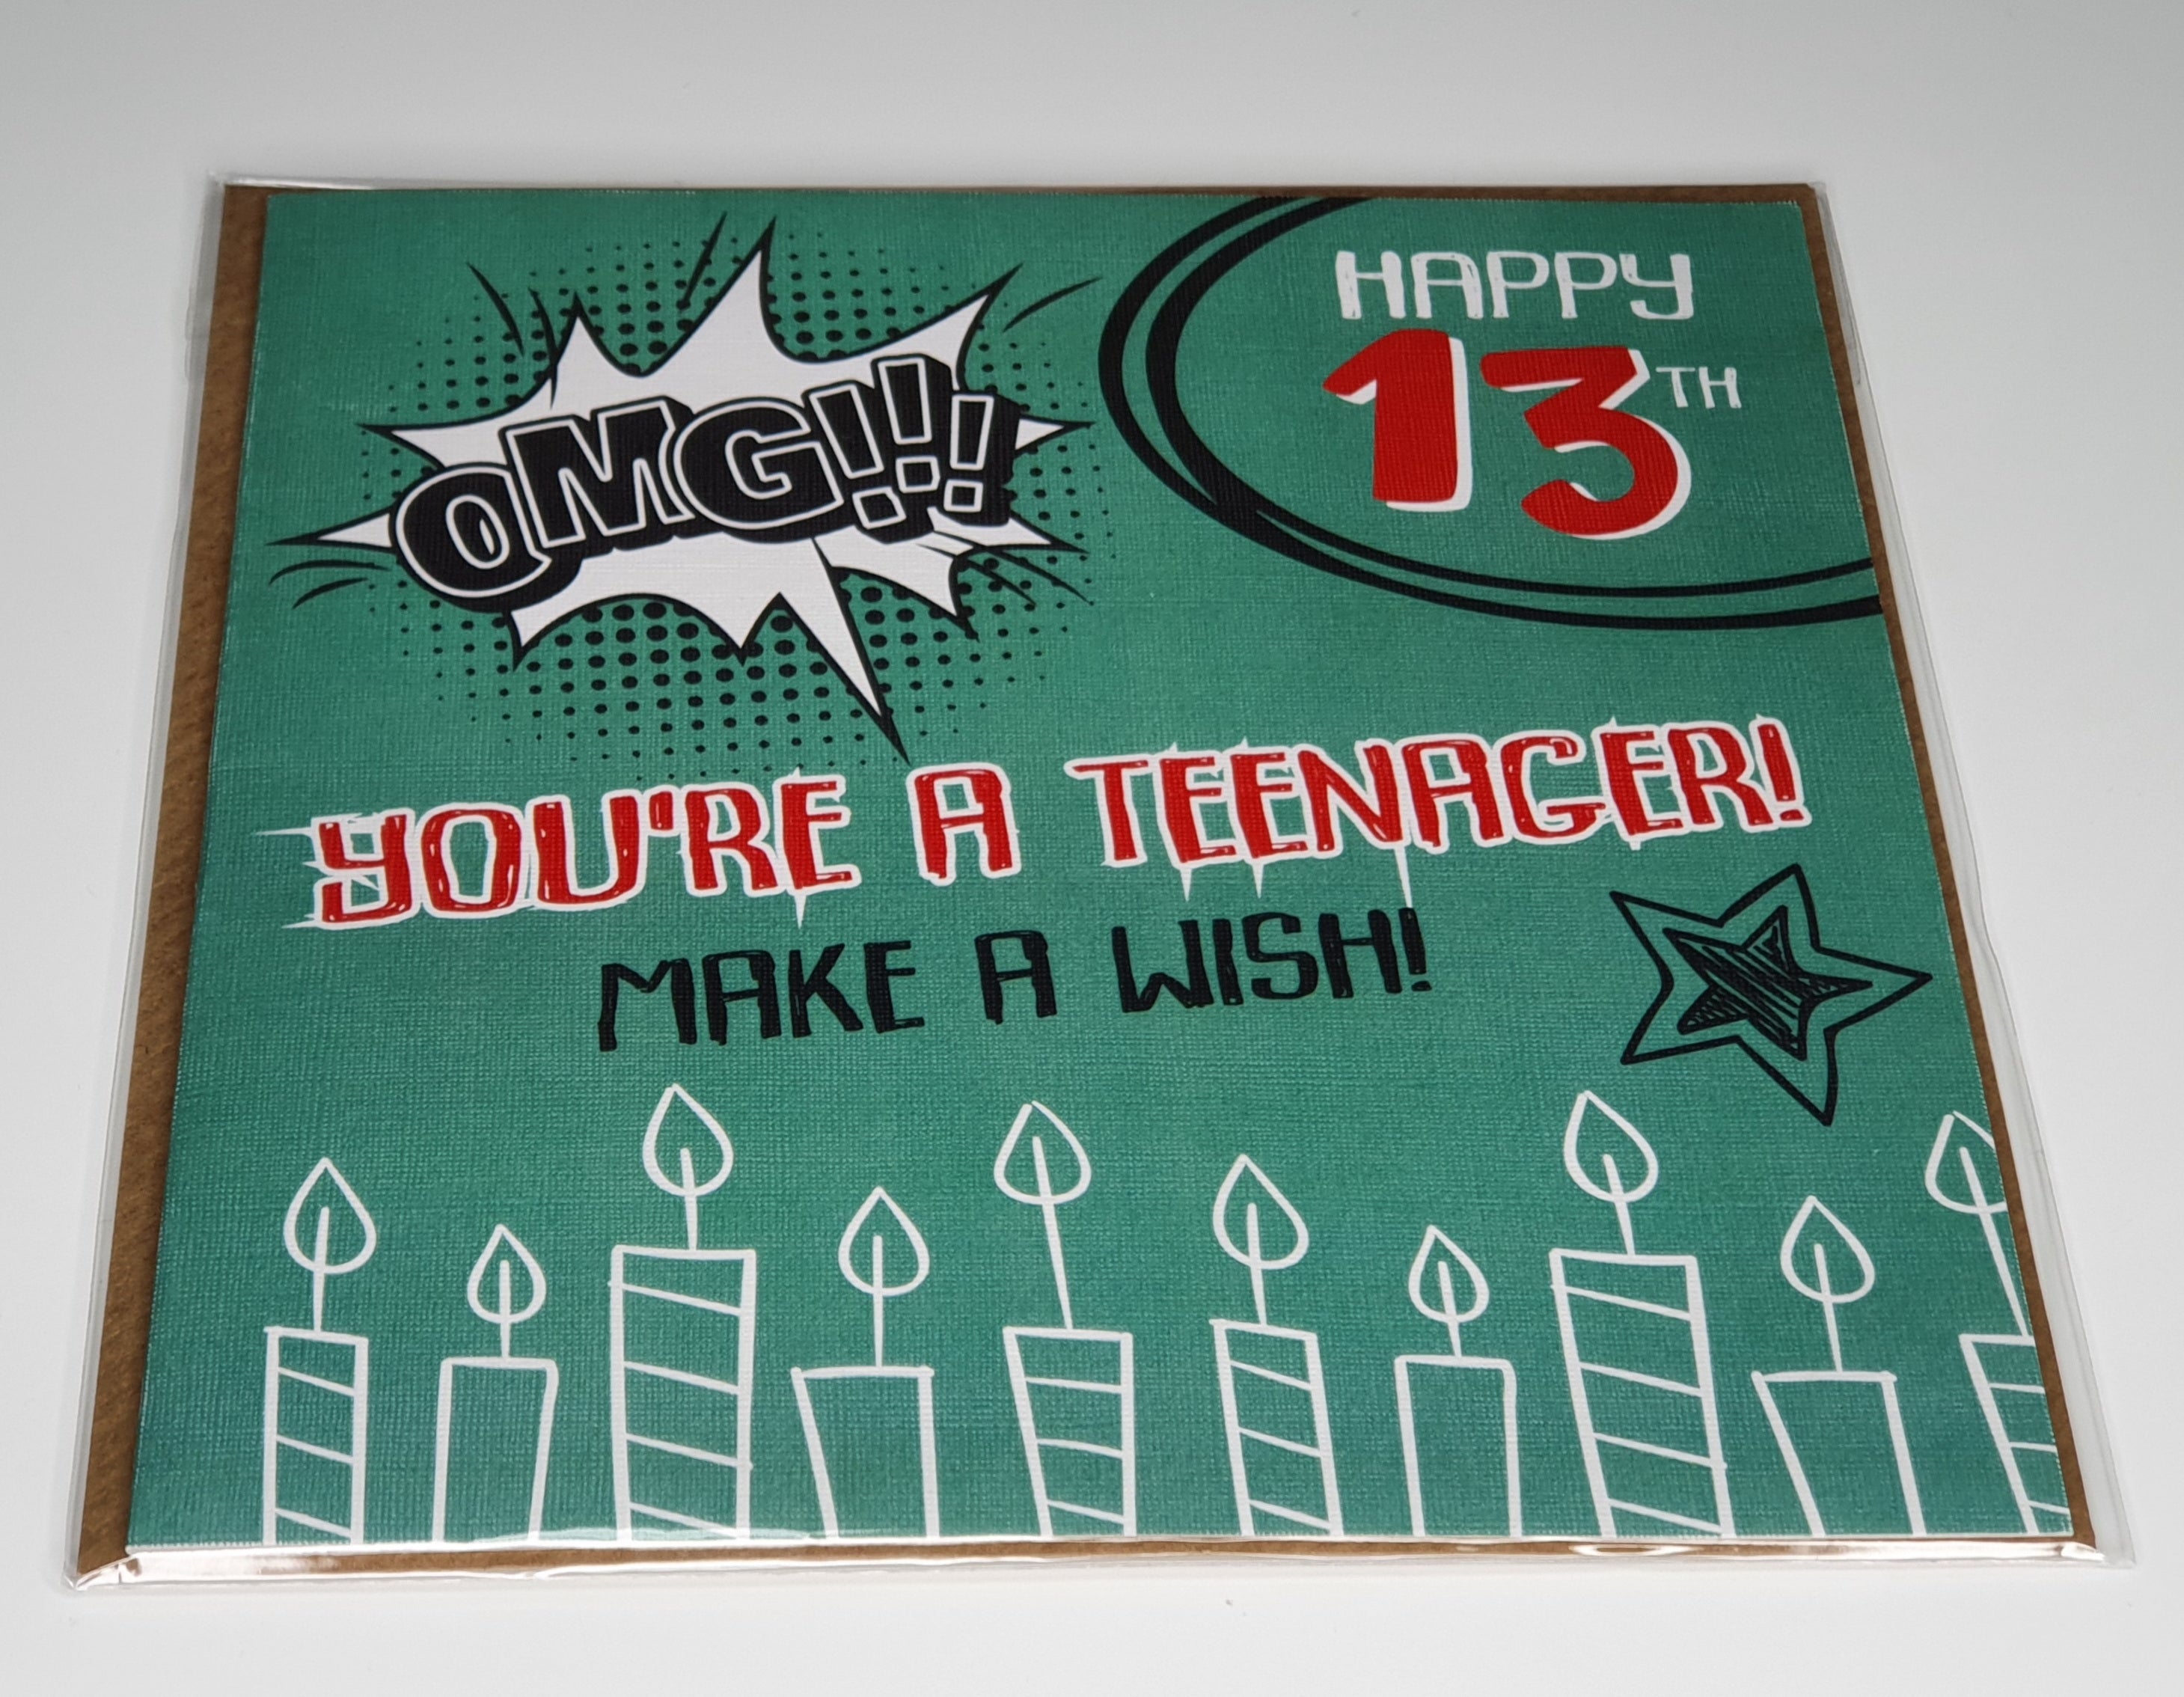 OMG!!!
HAPPY
13TH
YOU'RE A TEENAGER!
MAKE A WISH!